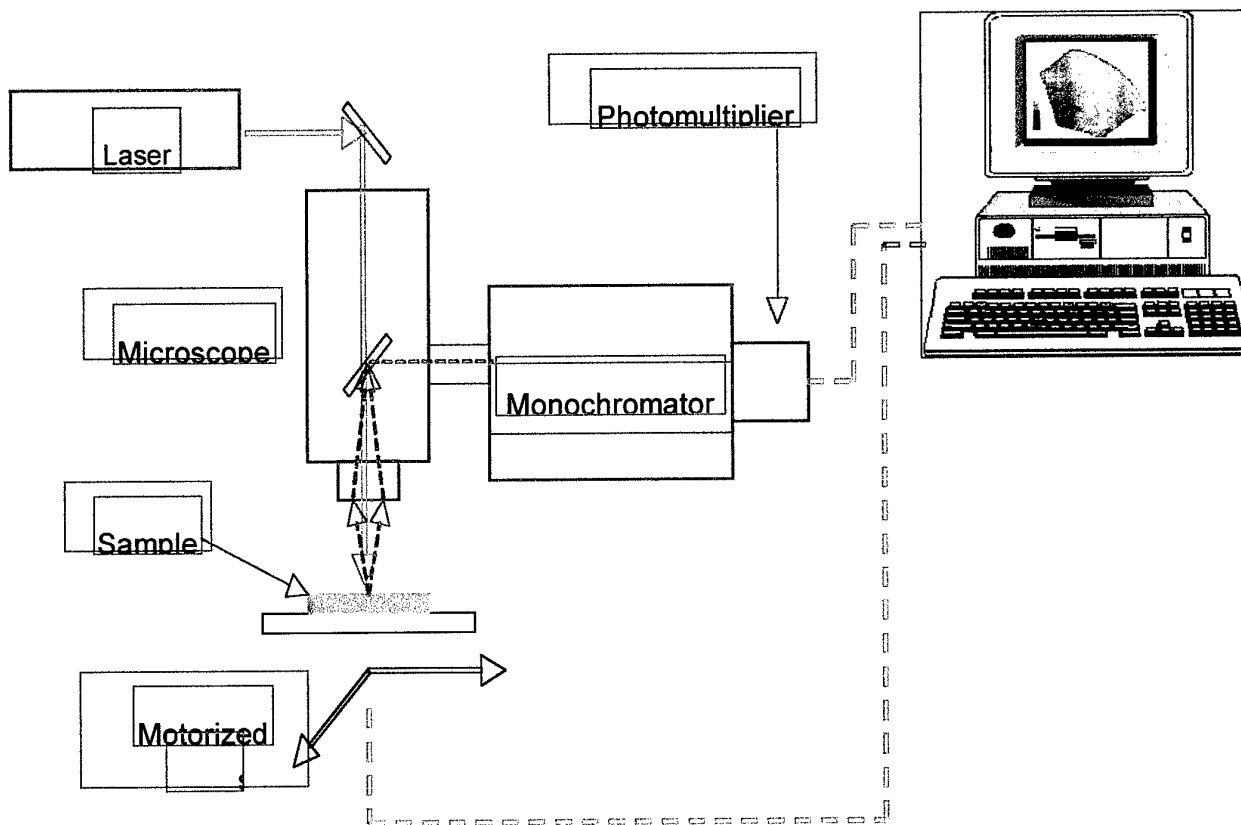 Photomultiplier
Laser
Microscope
Monochromator
Sample
Motorized